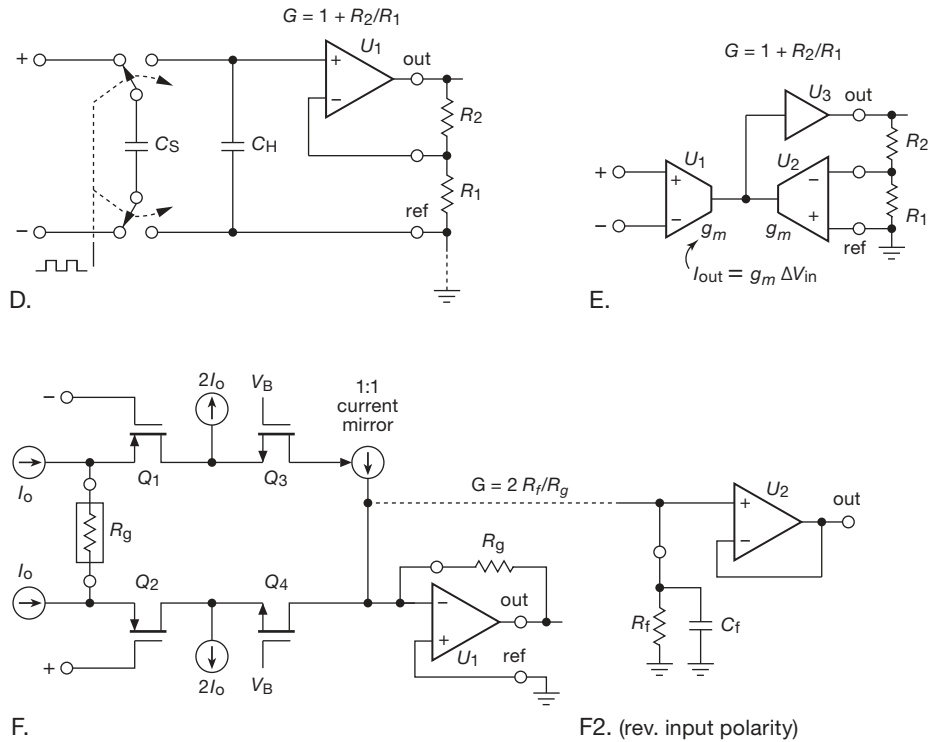 G = 1 + R2/R1
+
U1
out
+
−
R2
CS
CH
R1
ref
−
D.
G = 1 + R2/R1
U3
out
R2
U1
U2
+
+
−
−
−
+
R1
gm
gm
ref
Iout = gm ΔVin
E.
2Io
VB
1:1
current
mirror
−
Q1
Q3
Io
G = 2 Rf/Rg
U2
out
+
−
Rg
Rg
Io
Q2
Q4
out
−
+
U1
ref
Rf
Cf
+
2Io
VB
F.
F2. (rev. input polarity)